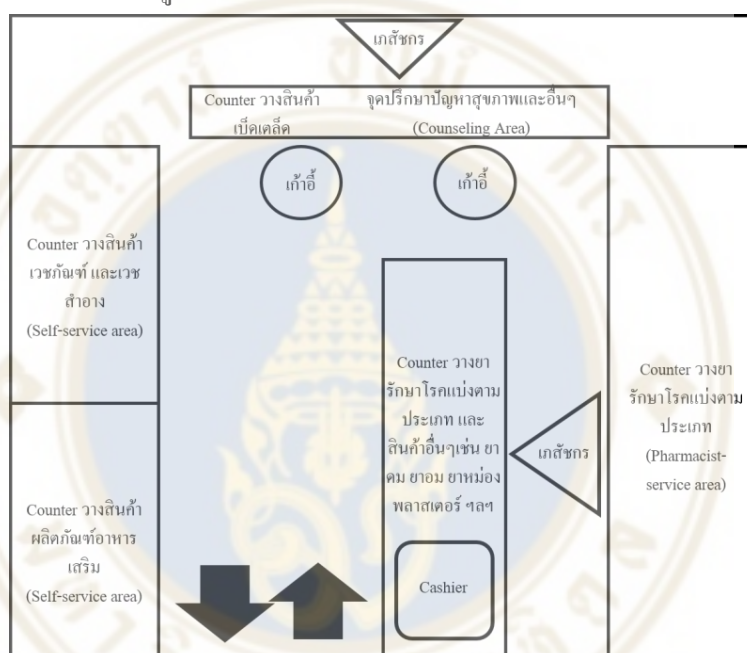 เภสัชกร
Counter วางสินค้า
เบ็ดเตล็ด
จุดปรึกษาปัญหาสุขภาพและอื่นๆ
(Counseling Area)
เก้าอี้
เก้าอี้
Counter วางสินค้า
เวชภัณฑ์ และเวช
สำอาง
(Self-service area)
Counter วางยา
รักษาโรคแบ่งตาม
ประเภท และ
สินค้าอื่นๆเช่น ยา
ดม ยาอม ยาหม่อง
พลาสเตอร์ ฯลฯ
เภสัชกร
Counter วางยา
รักษาโรคแบ่งตาม
ประเภท
(Pharmacist-
service area)
Counter วางสินค้า
ผลิตภัณฑ์อาหาร
เสริม
(Self-service area)
Cashier